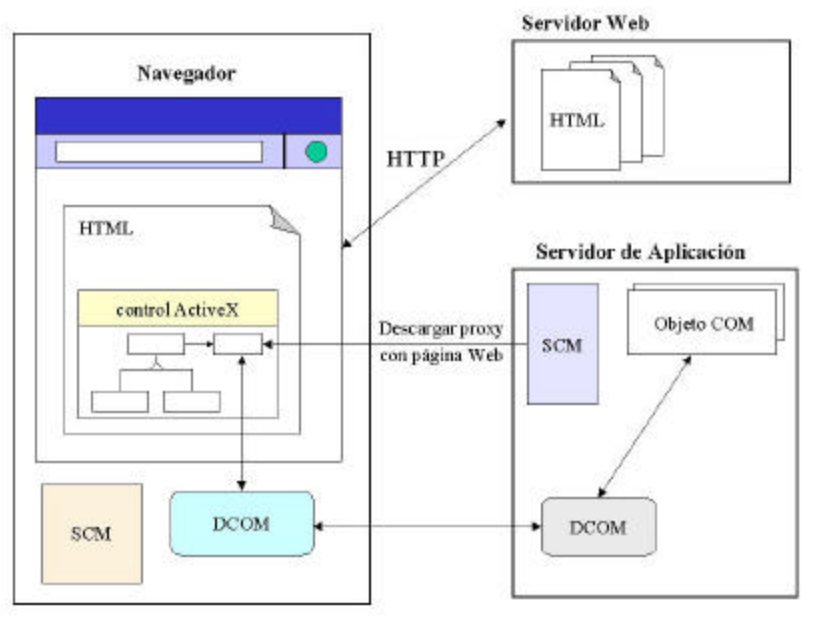 Servidor Web
Navegador
HTML
HTTP
HTML
Servidor de Aplicación
control ActiveX
Descargar proxy
con página Web
SCM
Objeto COM
SCM
DCOM
DCOM